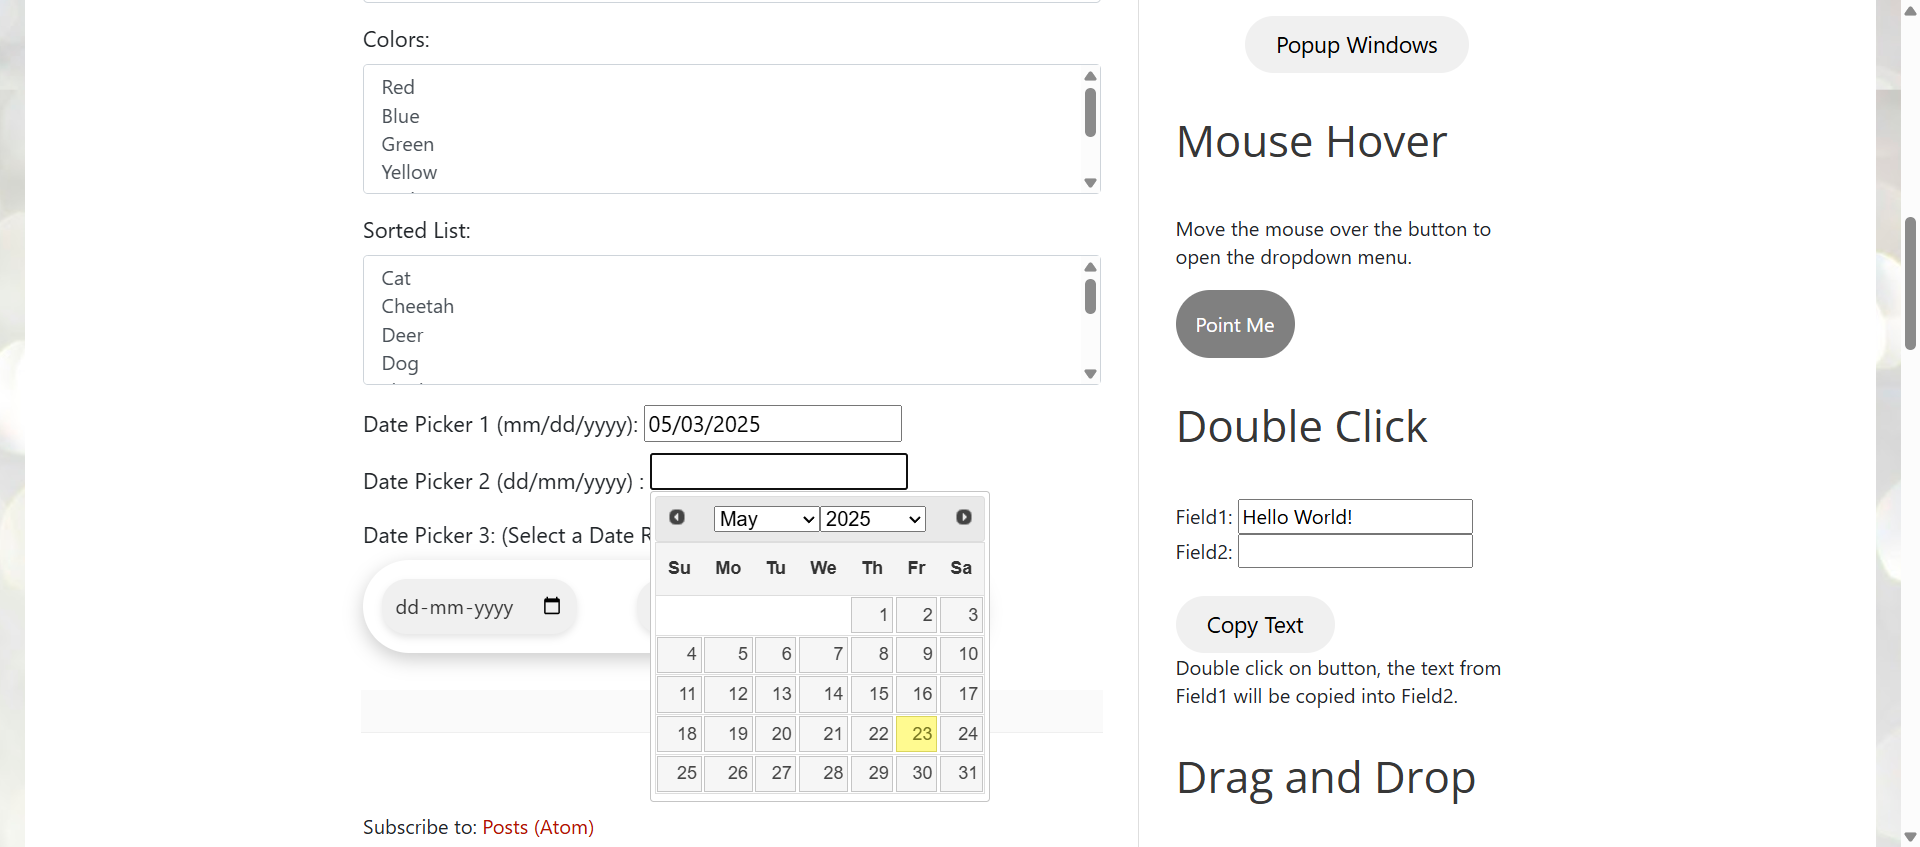 Colors:
Red
Blue
Green
Yellow
Sorted List:
Cat
Cheetah
Deer
Dog
Date Picker 1 (mm/dd/yyyy): 05/03/2025
Date Picker 2 (dd/mm/yyyy) :
May 2025
Su Mo Tu We Th Fr Sa
1 2 3
4 5 6 7 8 9 10
11 12 13 14 15 16 17
18 19 20 21 22 23 24
25 26 27 28 29 30 31
Date Picker 3: (Select a Date R
dd-mm-yyyy
Subscribe to: Posts (Atom)
Popup Windows
Mouse Hover
Move the mouse over the button to
open the dropdown menu.
Point Me
Double Click
Field1: Hello World!
Field2:
Copy Text
Double click on button, the text from
Field1 will be copied into Field2.
Drag and Drop